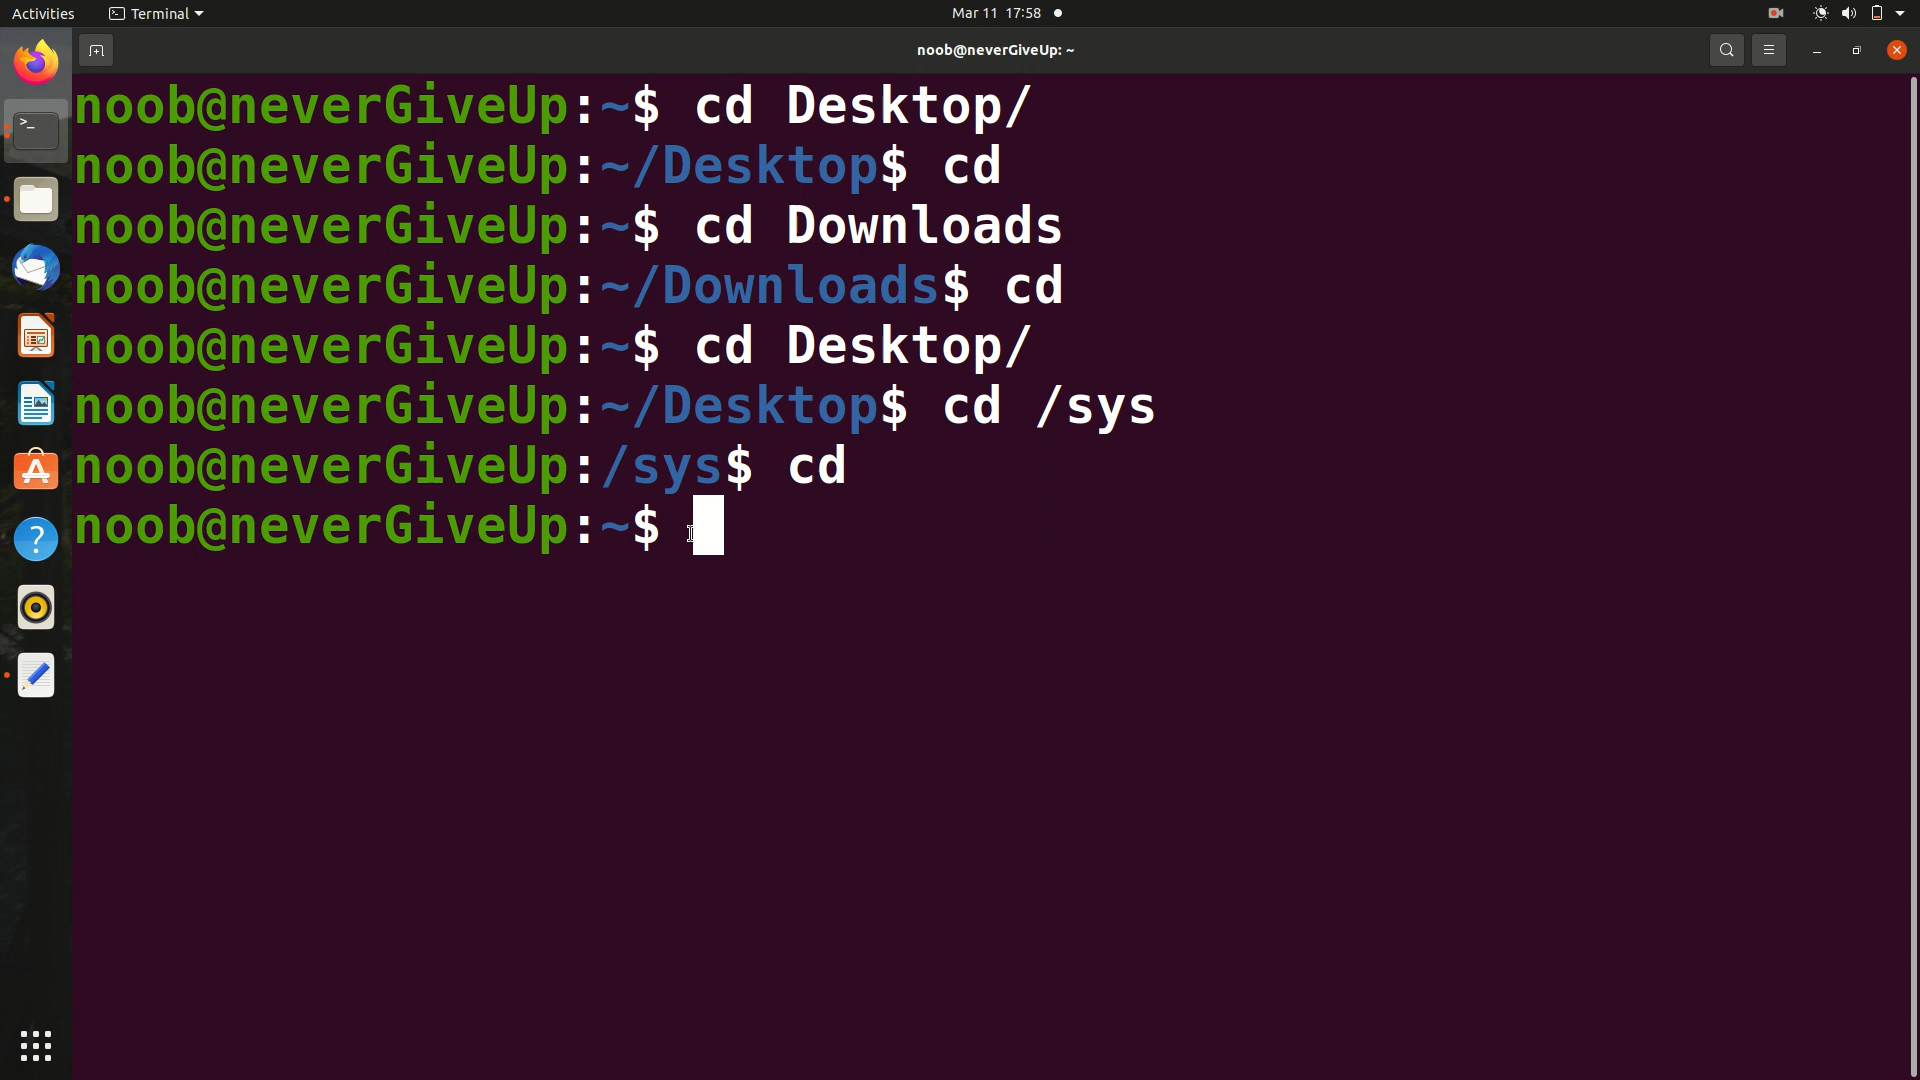 Activities Terminal Mar 11 17:58
noob@neverGiveUp: ~
noob@neverGiveUp:~$ cd Desktop/
noob@neverGiveUp:~/Desktop$ cd
noob@neverGiveUp:~$ cd Downloads
noob@neverGiveUp:~/Downloads$ cd
noob@neverGiveUp:~$ cd Desktop/
noob@neverGiveUp:~/Desktop$ cd /sys
noob@neverGiveUp:/sys$ cd
noob@neverGiveUp:~$